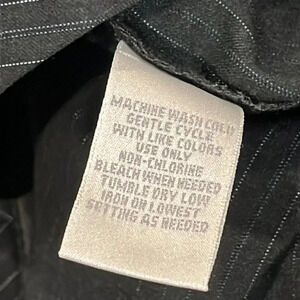 MACHINE WASH COLD
GENTLE CYCLE
WITH LIKE COLORS
USE ONLY
NON-CHLORINE
BLEACH WHEN NEEDED
TUMBLE DRY LOW
IRON ON LOWEST
SETTING AS NEEDED